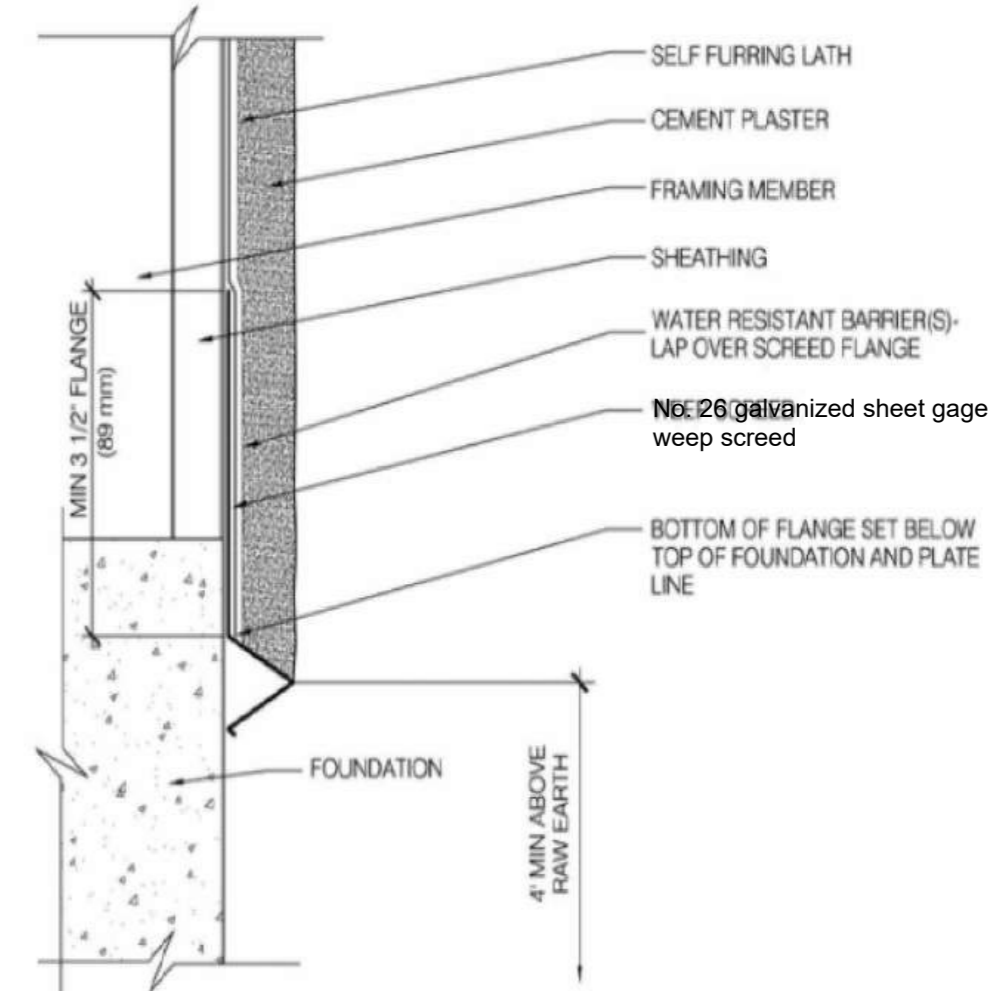 SELF FURRING LATH
CEMENT PLASTER
FRAMING MEMBER
SHEATHING
WATER RESISTANT BARRIER(S)-
LAP OVER SCREED FLANGE
No. 26 galvanized sheet gage
weep screed
BOTTOM OF FLANGE SET BELOW
TOP OF FOUNDATION AND PLATE
LINE
MIN 3 1/2" FLANGE
(89 mm)
FOUNDATION
4' MIN ABOVE
RAW EARTH